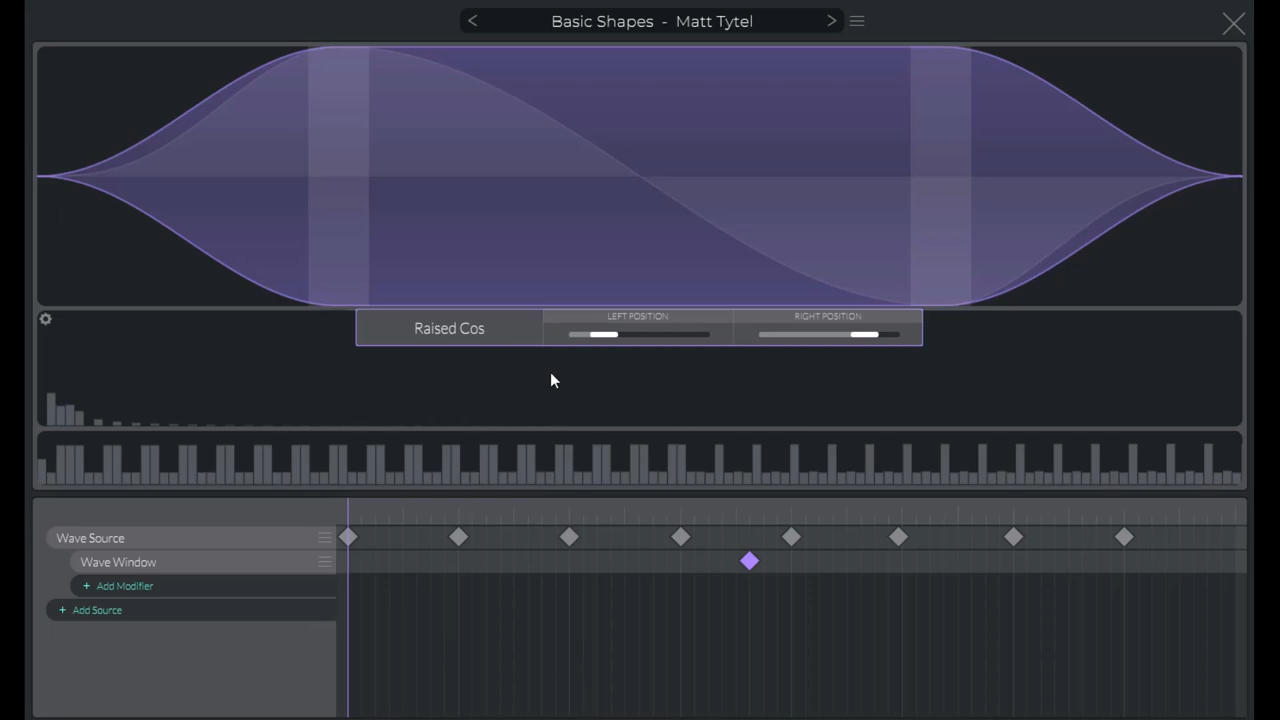 Basic Shapes - Matt Tytel
Raised Cos
LEFT POSITION
RIGHT POSITION
Wave Source
Wave Window
+ Add Modifier
+ Add Source